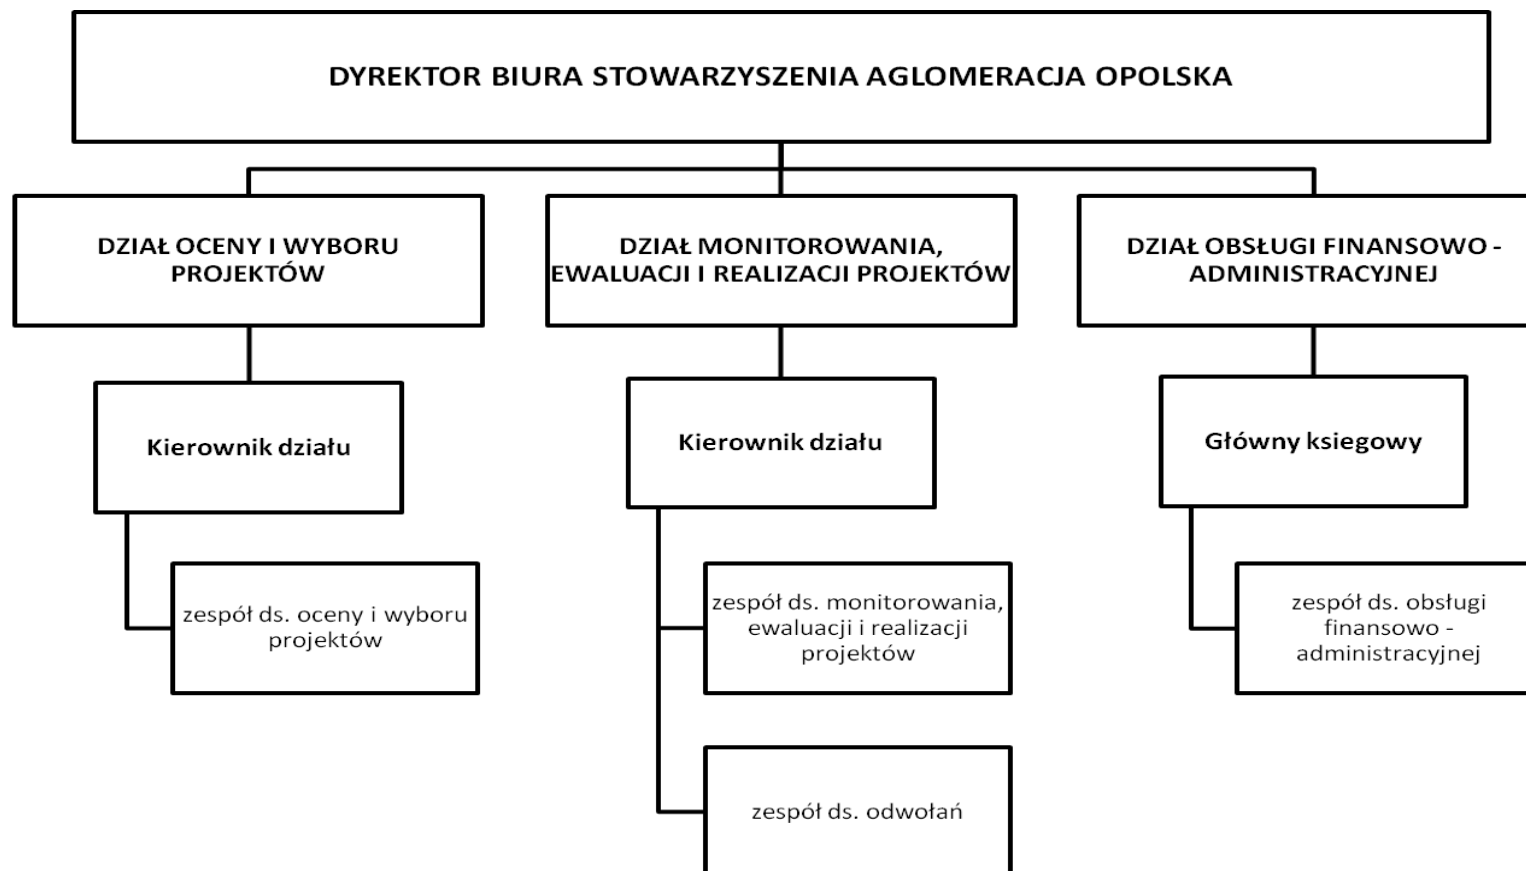 DYREKTOR BIURA STOWARZYSZENIA AGLOMERACJA OPOLSKA
DZIAŁ OCENY I WYBORU
PROJEKTÓW
DZIAŁ MONITOROWANIA,
EWALUACJI I REALIZACJI PROJEKTÓW
DZIAŁ OBSŁUGI FINANSOWO -
ADMINISTRACYJNEJ
Kierownik działu
Kierownik działu
Główny ksiegowy
zespół ds. oceny i wyboru
projektów
zespół ds. monitorowania,
ewaluacji i realizacji
projektów
zespół ds. obsługi
finansowo -
administracyjnej
zespół ds. odwołań